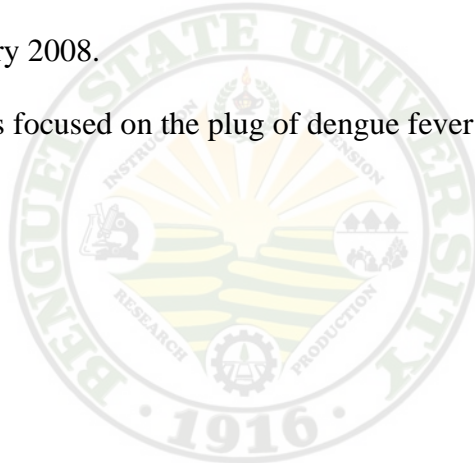 ry 2008.
s focused on the plug of dengue fever
BENGUET STATE UNIVERSITY
INSTRUCTION
EXTENSION
RESEARCH
PRODUCTION
· 1916 ·